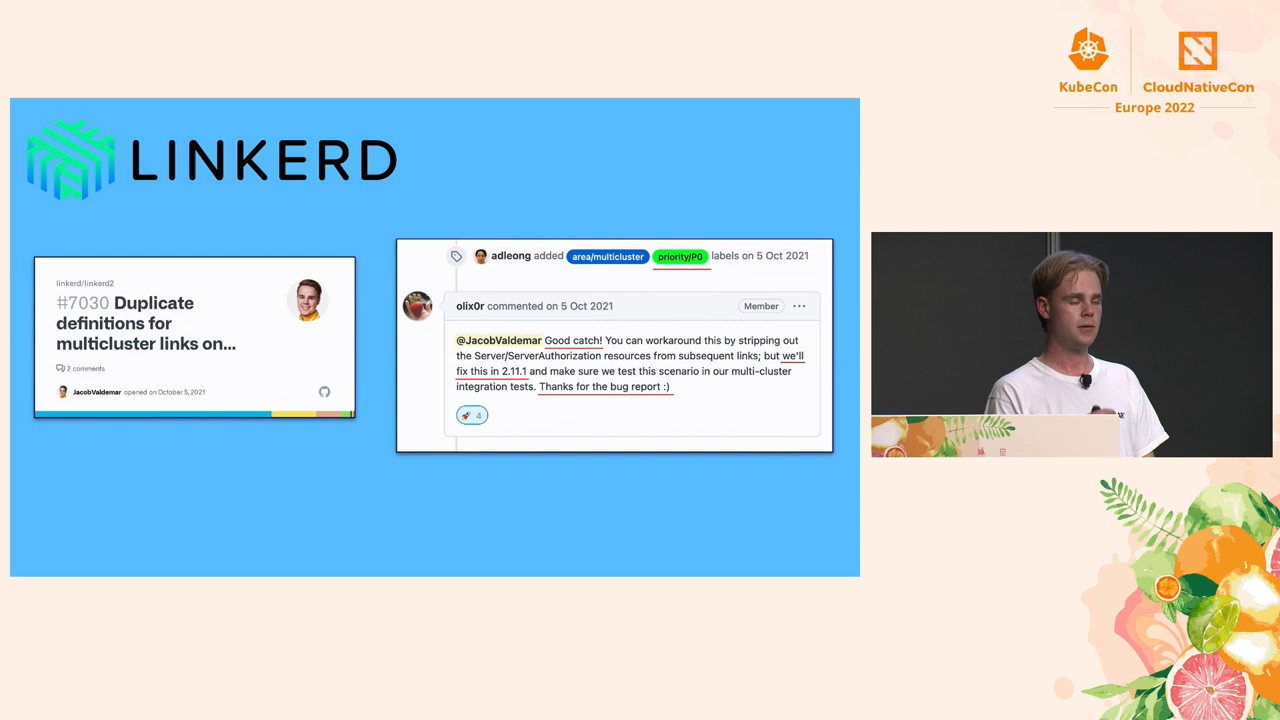 KubeCon
CloudNativeCon
Europe 2022
LINKERD
linkerd/linkerd2
#7030 Duplicate
definitions for
multicluster links on...
2 comments
JacobValdemar opened on October 5, 2021
adleong added area/multicluster priority/P0 labels on 5 Oct 2021
olix0r commented on 5 Oct 2021
Member
@JacobValdemar Good catch! You can workaround this by stripping out
the Server/ServerAuthorization resources from subsequent links; but we'll
fix this in 2.11.1 and make sure we test this scenario in our multi-cluster
integration tests. Thanks for the bug report :)
4